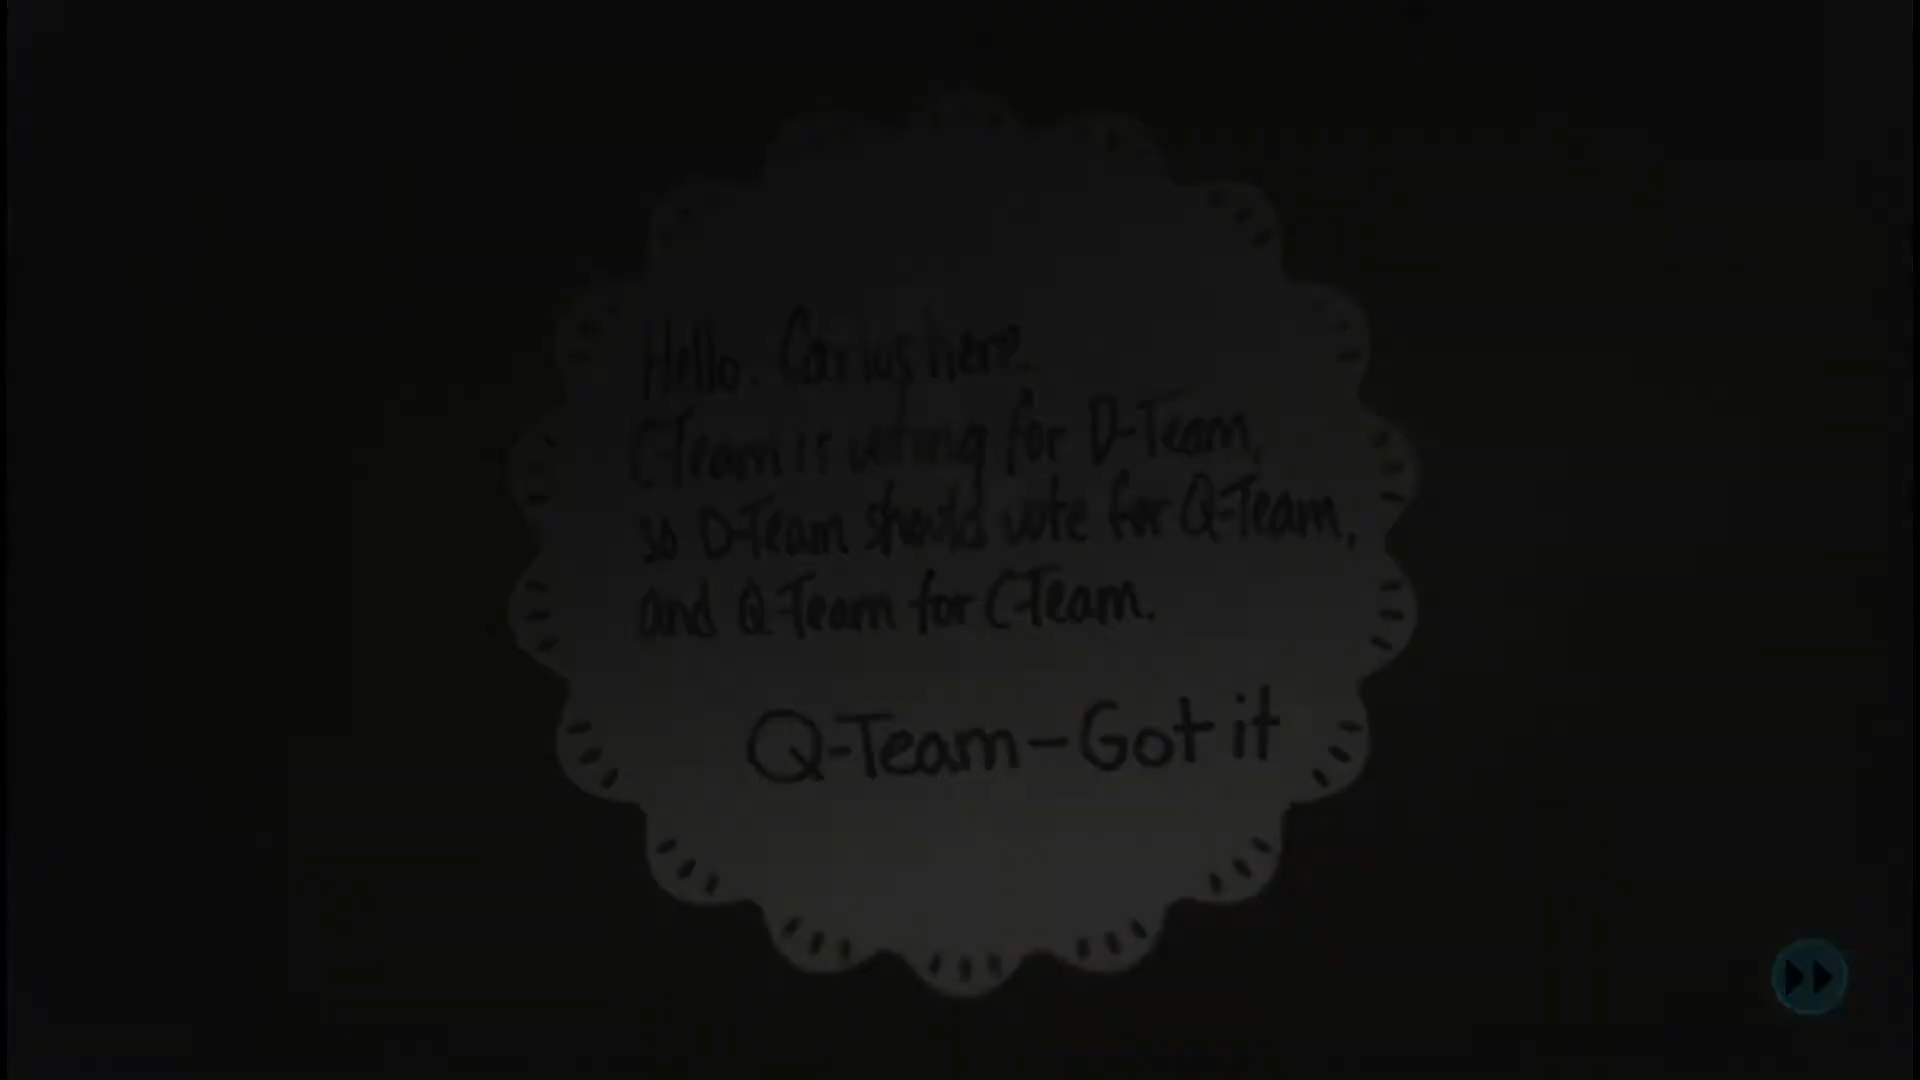 Hello. Carlos here.
C-Team is voting for D-Team,
so D-Team should vote for Q-Team,
and Q-Team for C-Team.
Q-Team-Got it